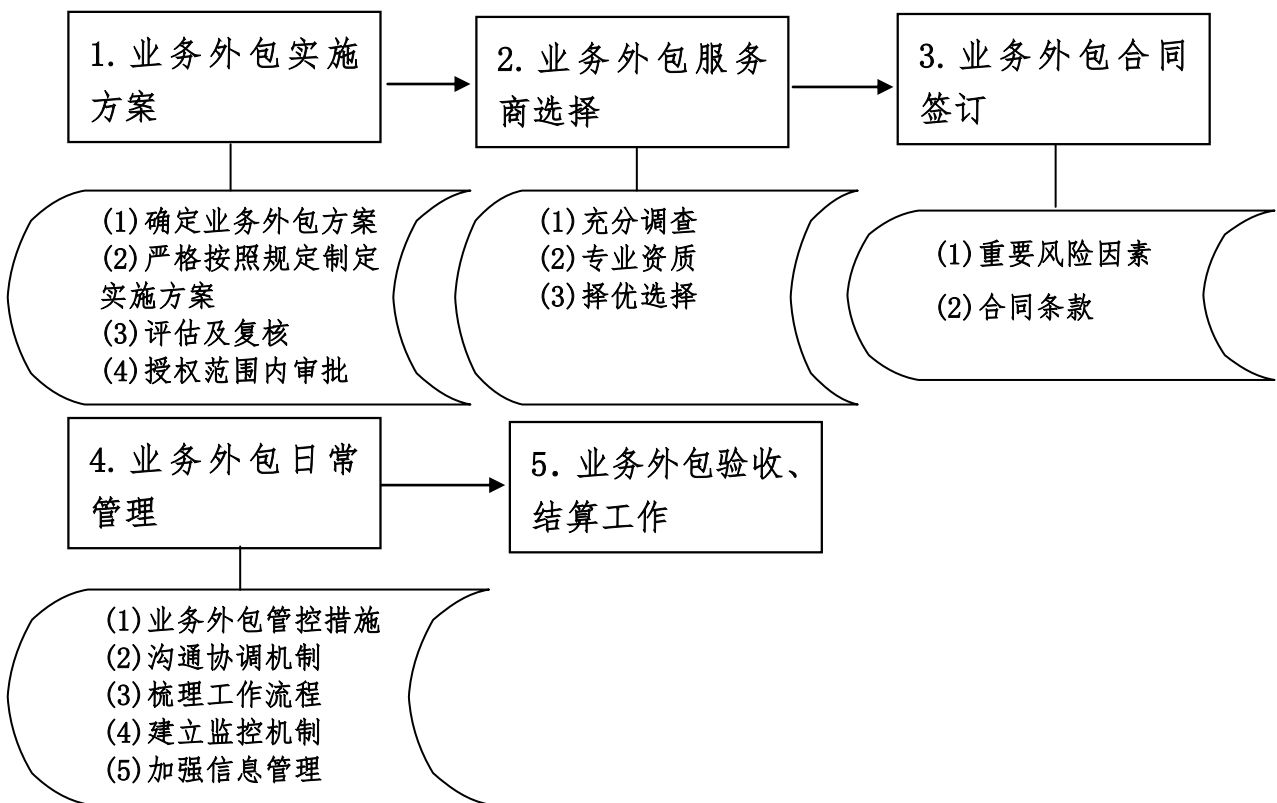 1. 业务外包实施
方案
2. 业务外包服务
商选择
3. 业务外包合同
签订
(1)确定业务外包方案
(2)严格按照规定制定
实施方案
(3)评估及复核
(4)授权范围内审批
(1)充分调查
(2)专业资质
(3)择优选择
(1)重要风险因素
(2)合同条款
4. 业务外包日常
管理
5. 业务外包验收、
结算工作
(1)业务外包管控措施
(2)沟通协调机制
(3)梳理工作流程
(4)建立监控机制
(5)加强信息管理